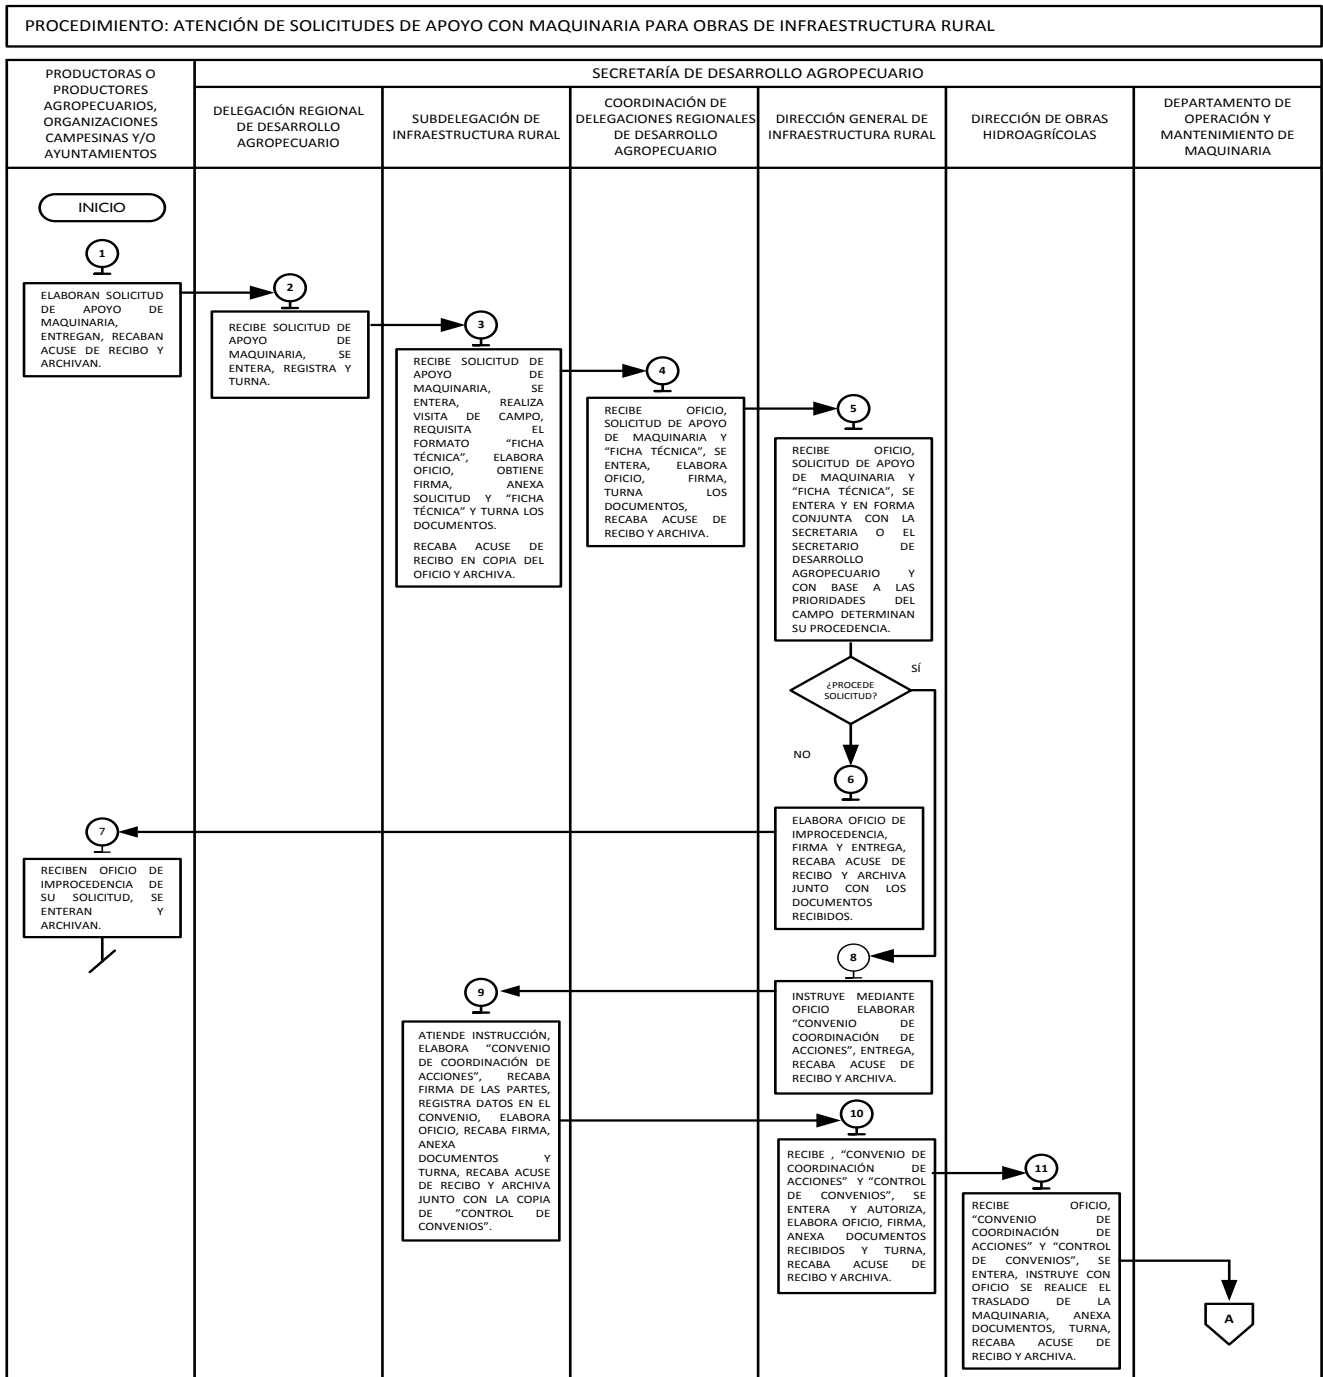 PROCEDIMIENTO: ATENCIÓN DE SOLICITUDES DE APOYO CON MAQUINARIA PARA OBRAS DE INFRAESTRUCTURA RURAL
PRODUCTORAS O
PRODUCTORES
AGROPECUARIOS,
ORGANIZACIONES
CAMPESINAS Y/O
AYUNTAMIENTOS
SECRETARÍA DE DESARROLLO AGROPECUARIO
DELEGACIÓN REGIONAL
DE DESARROLLO
AGROPECUARIO
SUBDELEGACIÓN DE
INFRAESTRUCTURA RURAL
COORDINACIÓN DE
DELEGACIONES REGIONALES
DE DESARROLLO
AGROPECUARIO
DIRECCIÓN GENERAL DE
INFRAESTRUCTURA RURAL
DIRECCIÓN DE OBRAS
HIDROAGRÍCOLAS
DEPARTAMENTO DE
OPERACIÓN Y
MANTENIMIENTO DE
MAQUINARIA
INICIO
1
ELABORAN SOLICITUD
DE APOYO DE
MAQUINARIA,
ENTREGAN, RECABAN
ACUSE DE RECIBO Y
ARCHIVAN.
2
RECIBE SOLICITUD DE
APOYO DE
MAQUINARIA, SE
ENTERA, REGISTRA Y
TURNA.
3
RECIBE SOLICITUD DE
APOYO DE
MAQUINARIA, SE
ENTERA, REALIZA
VISITA DE CAMPO,
REQUISITA EL
FORMATO “FICHA
TÉCNICA”, ELABORA
OFICIO, OBTIENE
FIRMA, ANEXA
SOLICITUD Y “FICHA
TÉCNICA” Y TURNA LOS
DOCUMENTOS.
RECABA ACUSE DE
RECIBO EN COPIA DEL
OFICIO Y ARCHIVA.
4
RECIBE OFICIO,
SOLICITUD DE APOYO
DE MAQUINARIA Y
“FICHA TÉCNICA”, SE
ENTERA, ELABORA
OFICIO, FIRMA,
TURNA LOS
DOCUMENTOS,
RECABA ACUSE DE
RECIBO Y ARCHIVA.
5
RECIBE OFICIO,
SOLICITUD DE APOYO
DE MAQUINARIA Y
“FICHA TÉCNICA”, SE
ENTERA Y EN FORMA
CONJUNTA CON LA
SECRETARIA O EL
SECRETARIO DE
DESARROLLO
AGROPECUARIO Y
CON BASE A LAS
PRIORIDADES DEL
CAMPO DETERMINAN
SU PROCEDENCIA.
¿PROCEDE
SOLICITUD?
SÍ
NO
6
ELABORA OFICIO DE
IMPROCEDENCIA,
FIRMA Y ENTREGA,
RECABA ACUSE DE
RECIBO Y ARCHIVA
JUNTO CON LOS
DOCUMENTOS
RECIBIDOS.
7
RECIBEN OFICIO DE
IMPROCEDENCIA DE
SU SOLICITUD, SE
ENTERAN Y
ARCHIVAN.
8
INSTRUYE MEDIANTE
OFICIO ELABORAR
“CONVENIO DE
COORDINACIÓN DE
ACCIONES”, ENTREGA,
RECABA ACUSE DE
RECIBO Y ARCHIVA.
9
ATIENDE INSTRUCCIÓN,
ELABORA “CONVENIO
DE COORDINACIÓN DE
ACCIONES”, RECABA
FIRMA DE LAS PARTES,
REGISTRA DATOS EN EL
CONVENIO, ELABORA
OFICIO, RECABA FIRMA,
ANEXA
DOCUMENTOS Y
TURNA, RECABA ACUSE
DE RECIBO Y ARCHIVA
JUNTO CON LA COPIA
DE ”CONTROL DE
CONVENIOS”.
10
RECIBE , “CONVENIO DE
COORDINACIÓN DE
ACCIONES” Y “CONTROL
DE CONVENIOS”, SE
ENTERA Y AUTORIZA,
ELABORA OFICIO, FIRMA,
ANEXA DOCUMENTOS
RECIBIDOS Y TURNA,
RECABA ACUSE DE
RECIBO Y ARCHIVA.
11
RECIBE OFICIO,
“CONVENIO DE
COORDINACIÓN DE
ACCIONES” Y “CONTROL
DE CONVENIOS”, SE
ENTERA, INSTRUYE CON
OFICIO SE REALICE EL
TRASLADO DE LA
MAQUINARIA, ANEXA
DOCUMENTOS, TURNA,
RECABA ACUSE DE
RECIBO Y ARCHIVA.
A